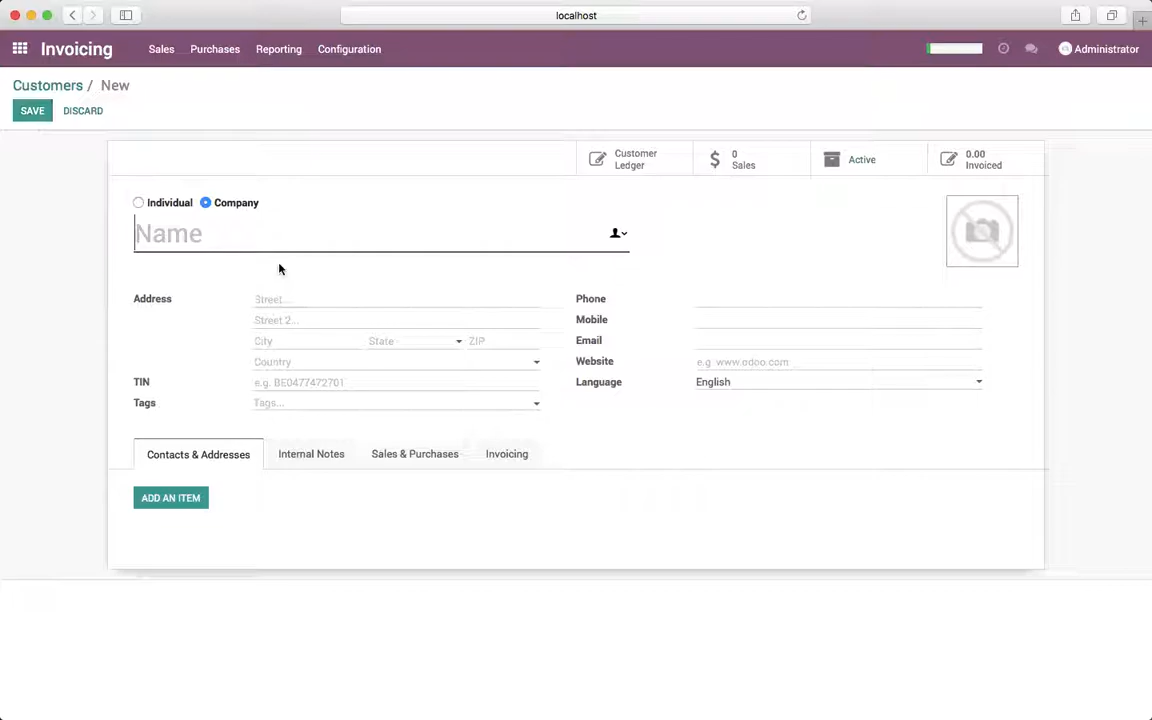 localhost
Invoicing Sales Purchases Reporting Configuration Administrator
Customers / New
SAVE DISCARD
Customer Ledger
0 Sales
Active
0.00 Invoiced
Individual Company
Name
Address Street... Phone
Street 2... Mobile
City State ZIP Email
Country Website e.g. www.odoo.com
TIN e.g. BE0477472701 Language English
Tags Tags...
Contacts & Addresses Internal Notes Sales & Purchases Invoicing
ADD AN ITEM